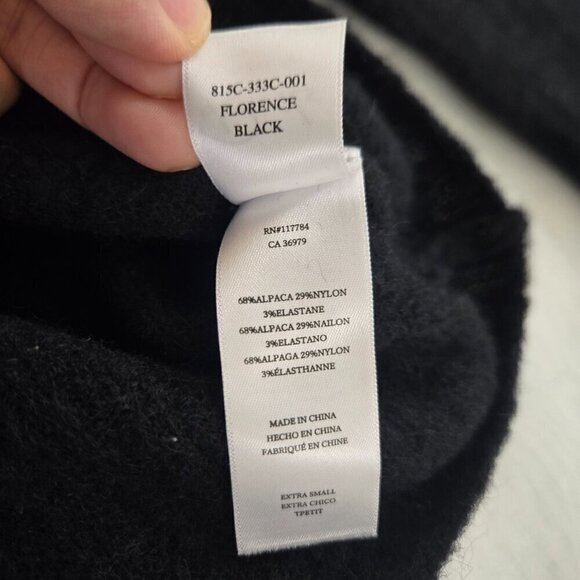 815C-333C-001
FLORENCE
BLACK
RN#117784
CA 36979
68%ALPACA 29%NYLON
3%ELASTANE
68%ALPACA 29%NAILON
3%ELASTANO
68%ALPAGA 29%NYLON
3%ÉLASTHANNE
MADE IN CHINA
HECHO EN CHINA
FABRIQUÉ EN CHINE
EXTRA SMALL
EXTRA CHICO
TPETIT